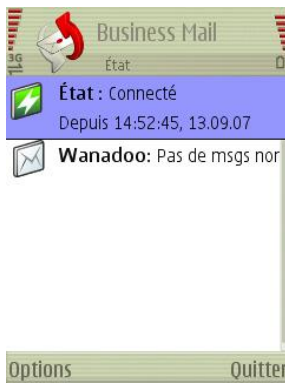 Business Mail
3G
État
État : Connecté
Depuis 14:52:45, 13.09.07
Wanadoo: Pas de msgs nor
Options
Quitter